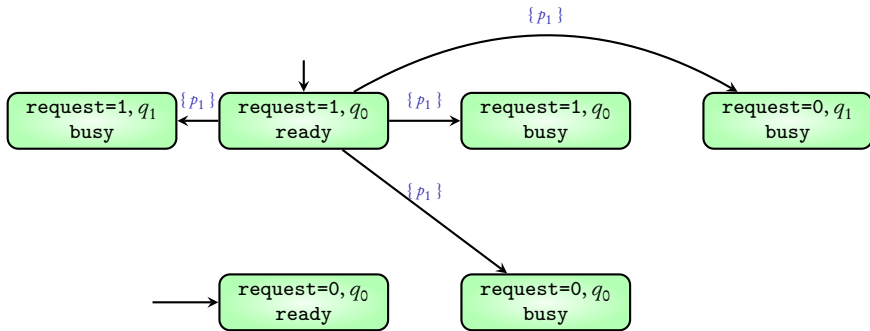 { p₁ }
request=1, q₁
busy
{ p₁ }
request=1, q₀
ready
{ p₁ }
request=1, q₀
busy
request=0, q₁
busy
{ p₁ }
request=0, q₀
ready
request=0, q₀
busy